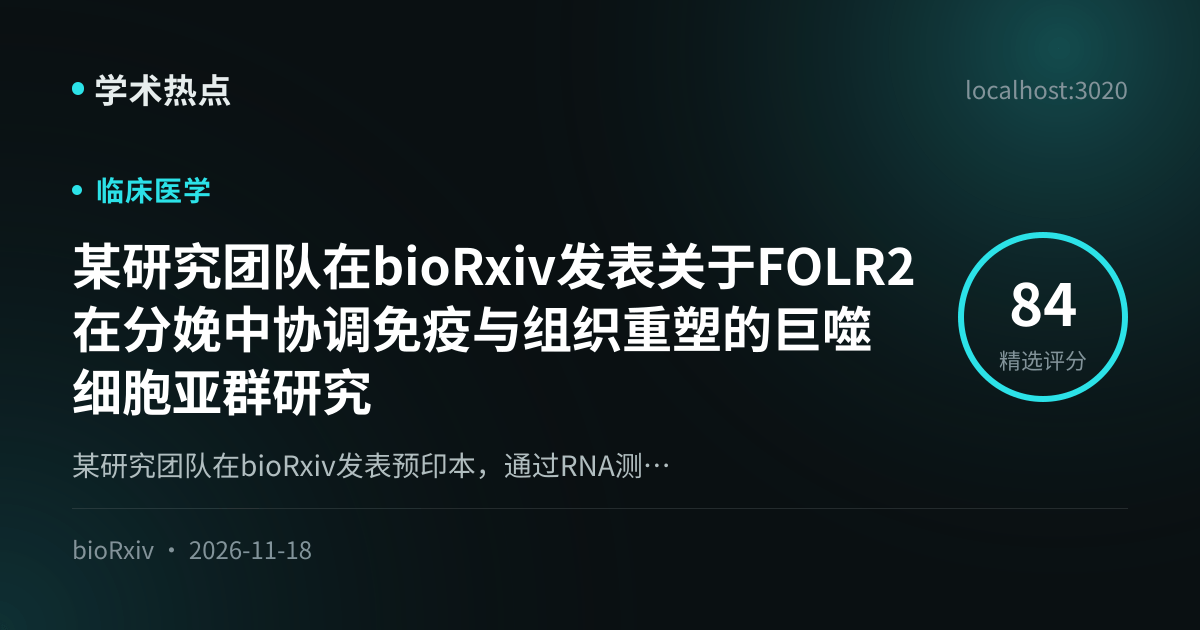 学术热点
localhost:3020
临床医学
某研究团队在bioRxiv发表关于FOLR2
在分娩中协调免疫与组织重塑的巨噬
细胞亚群研究
84
精选评分
某研究团队在bioRxiv发表预印本，通过RNA测…
bioRxiv · 2026-11-18